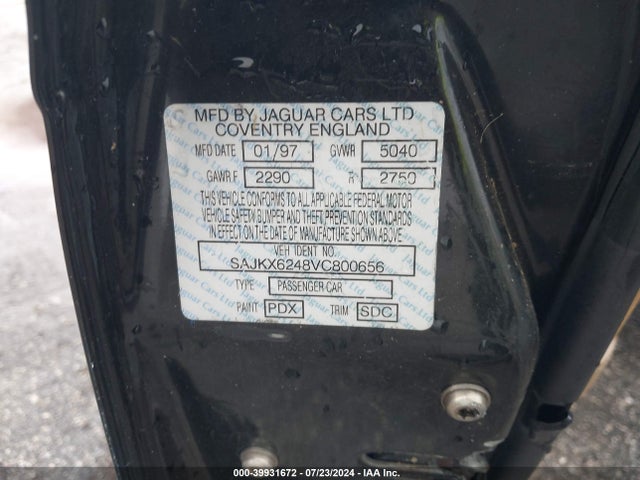 MFD BY JAGUAR CARS LTD
COVENTRY ENGLAND
MFD DATE 01/97 GVWR 5040
GAWR F 2290 R 2750
THIS VEHICLE CONFORMS TO ALL APPLICABLE FEDERAL MOTOR
VEHICLE SAFETY BUMPER AND THEFT PREVENTION STANDARDS
IN EFFECT ON THE DATE OF MANUFACTURE SHOWN ABOVE.
VEH IDENT NO.
SAJKX6248VC800656
TYPE PASSENGER CAR
PAINT PDX TRIM SDC
000-39931672 - 07/23/2024 - IAA Inc.